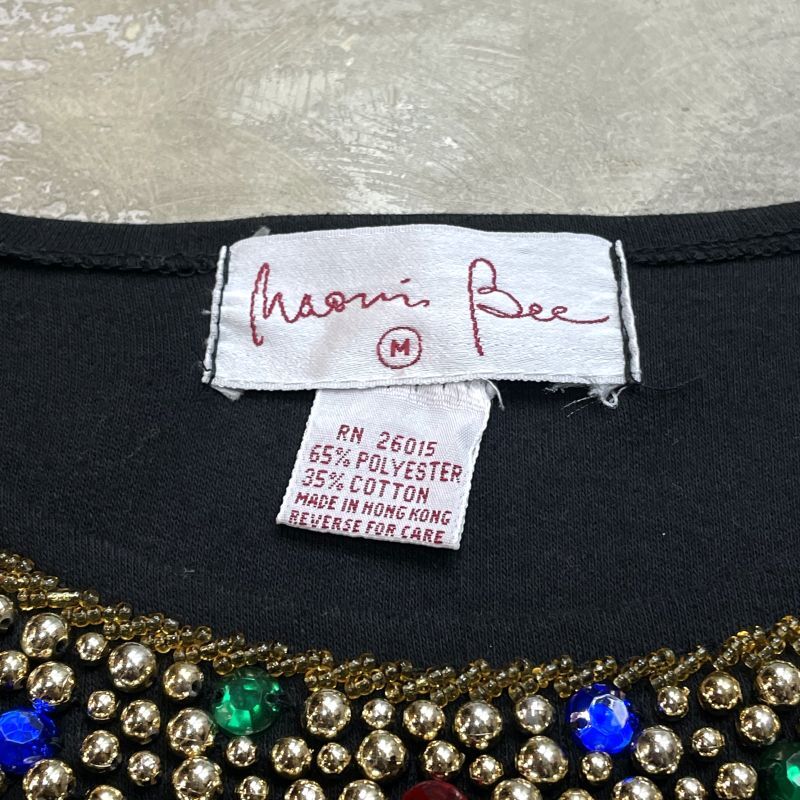 Naomi Bee
M
RN 26015
65% POLYESTER
35% COTTON
MADE IN HONG KONG
REVERSE FOR CARE